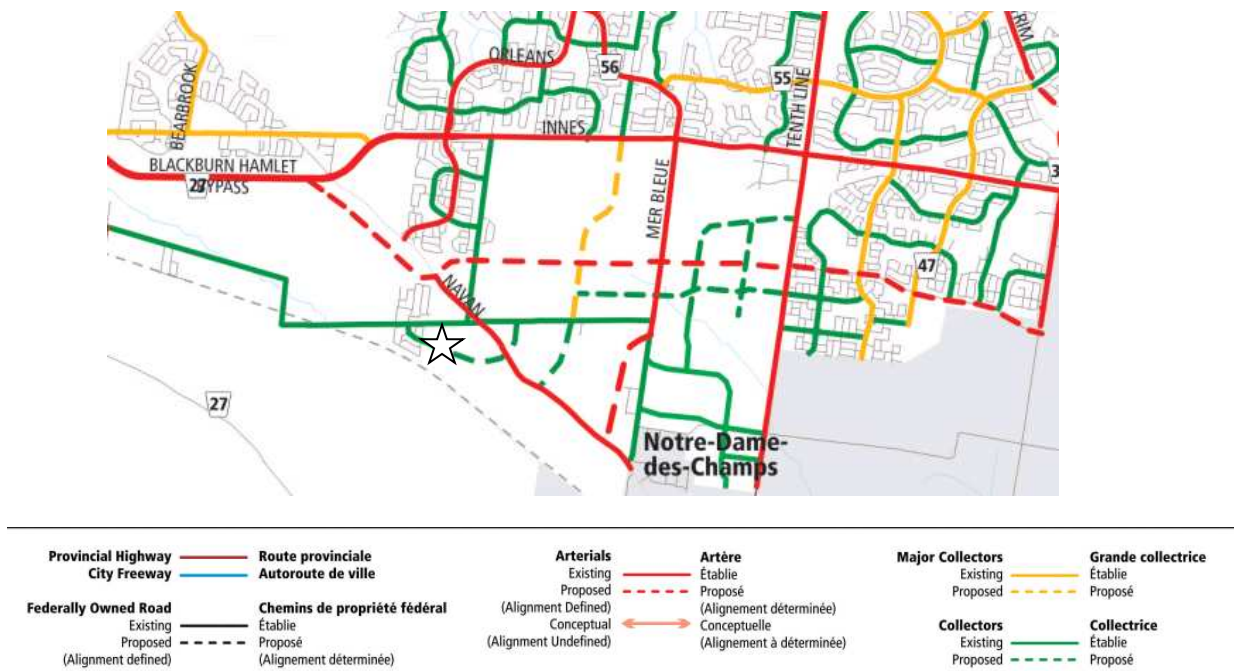 ORLEANS
56
BEARBROOK
55
TENTH LINE
INNES
BLACKBURN HAMLET
BYPASS
MER BLEUE
47
NAVAN
27
Notre-Dame-
des-Champs
Provincial Highway Route provinciale
City Freeway Autoroute de ville
Federally Owned Road Chemins de propriété fédéral
Existing Établie
Proposed Proposé
(Alignment defined) (Alignement déterminée)
Arterials Artère
Existing Établie
Proposed Proposé
(Alignment Defined) (Alignement déterminée)
Conceptual Conceptuelle
(Alignment Undefined) (Alignement à déterminée)
Major Collectors Grande collectrice
Existing Établie
Proposed Proposé
Collectors Collectrice
Existing Établie
Proposed Proposé